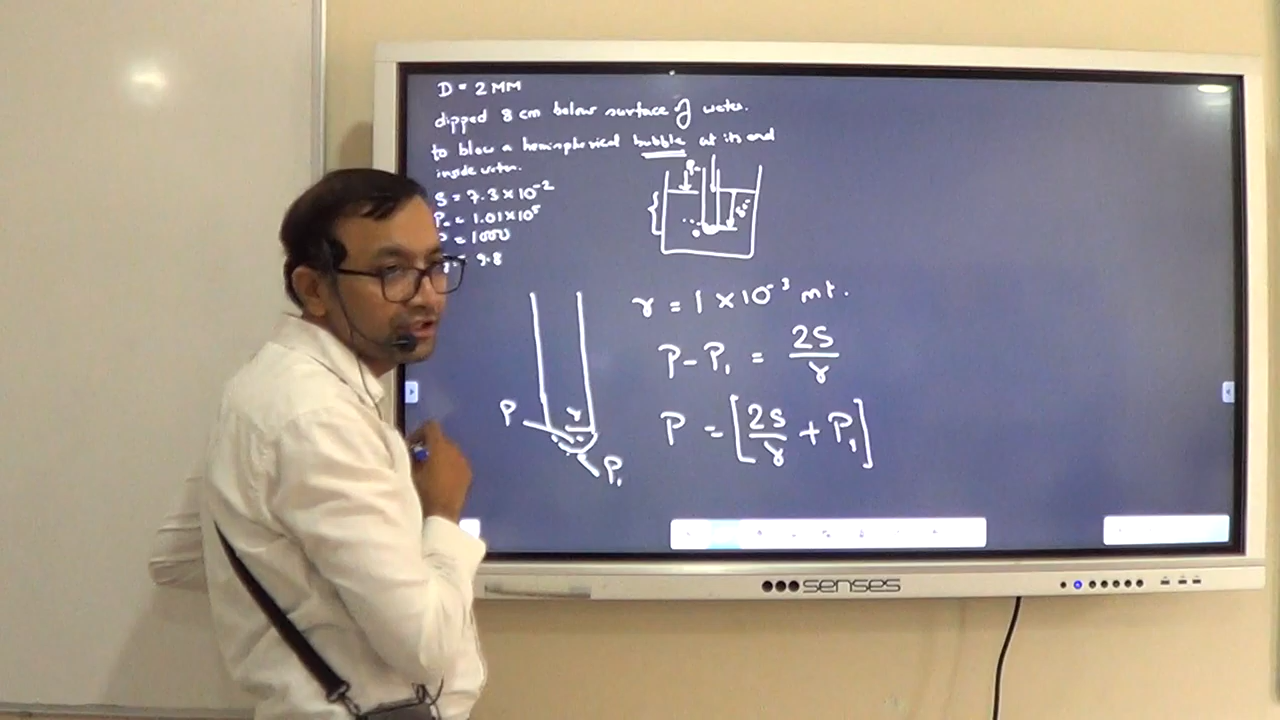 D = 2 MM
dipped 8 cm below surface of water.
to blow a hemispherical bubble at its end
inside water.
S = 7.3 × 10⁻²
P₀ = 1.01 × 10⁵
ρ = 1000
g = 9.8
r = 1 × 10⁻³ mt.
P - P₁ = 2S/r
P = [2S/r + P₁]
P
r
P₁
senses